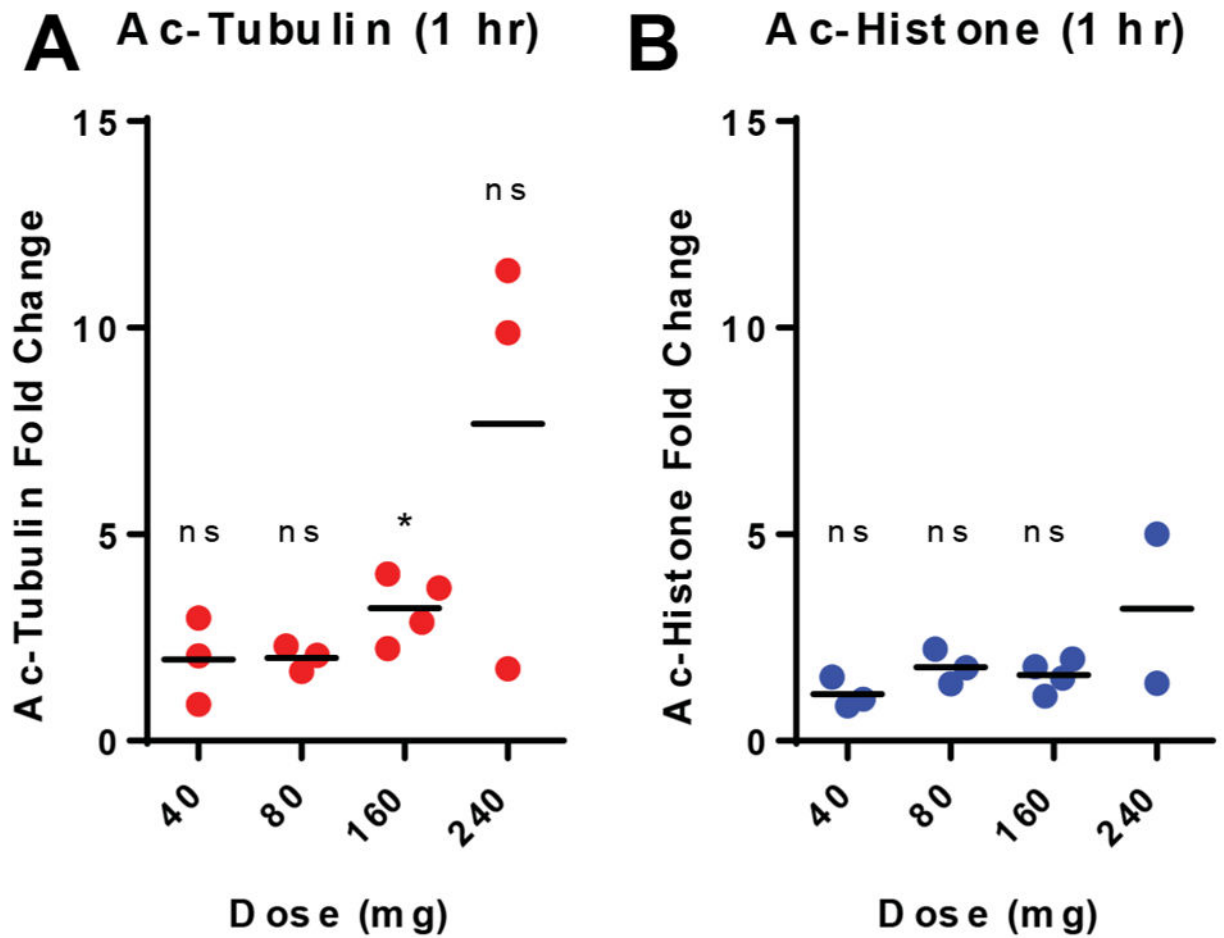 A Ac-Tubulin (1 hr)
15
10
5
0
Ac-Tubulin Fold Change
ns
ns
*
ns
40
80
160
240
Dose (mg)
B Ac-Histone (1 hr)
15
10
5
0
Ac-Histone Fold Change
ns
ns
ns
40
80
160
240
Dose (mg)